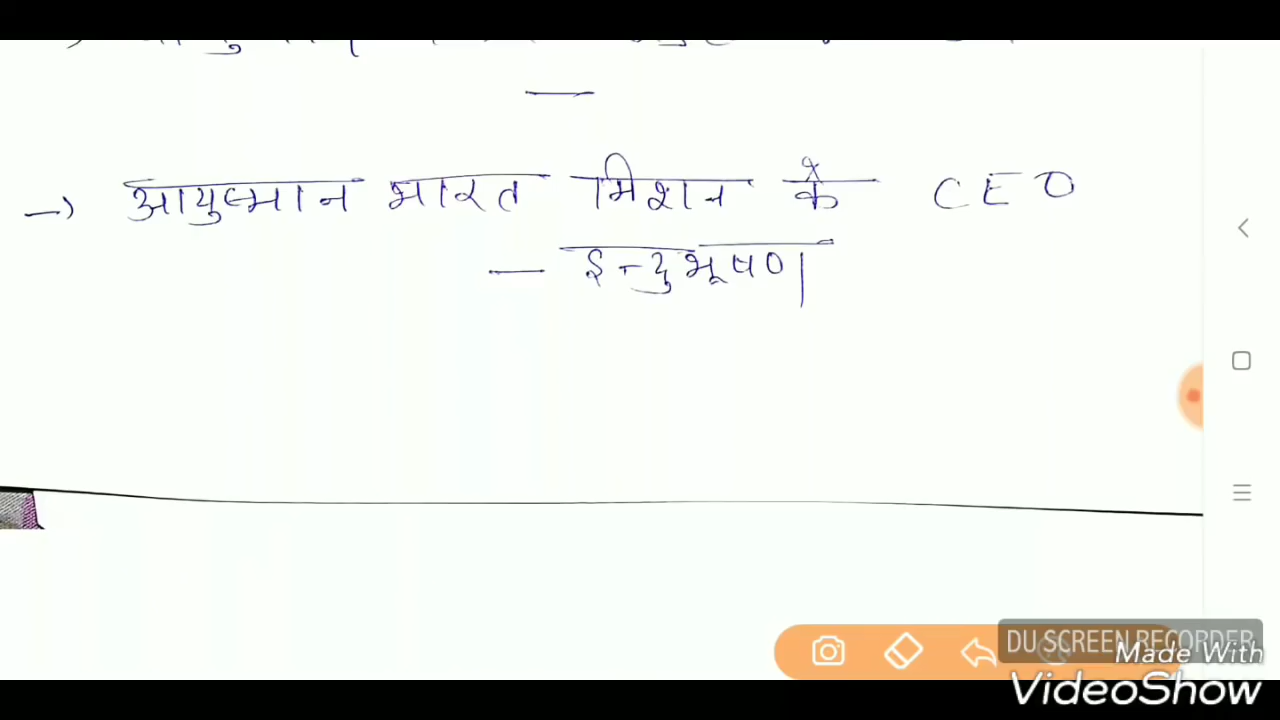 → आयुष्मान भारत मिशन के CEO
— इन्दुभूषण
DU SCREEN RECORDER
Made With
VideoShow